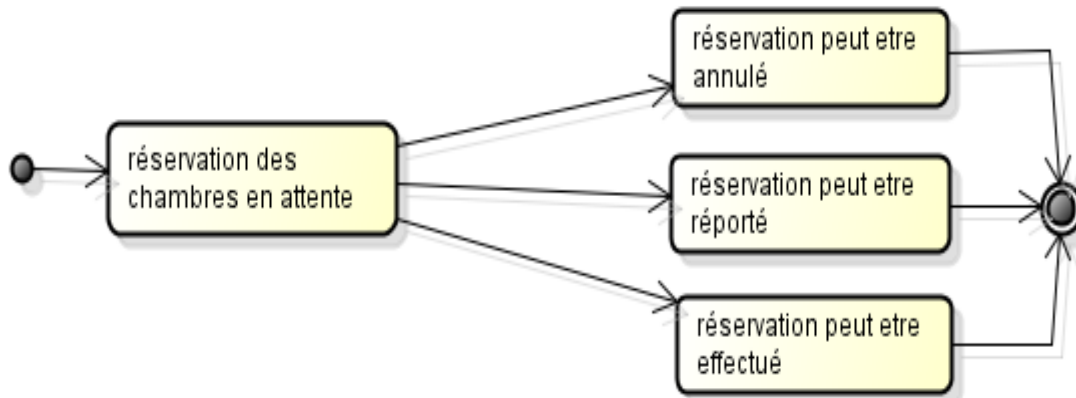 réservation des
chambres en attente
réservation peut etre
annulé
réservation peut etre
réporté
réservation peut etre
effectué